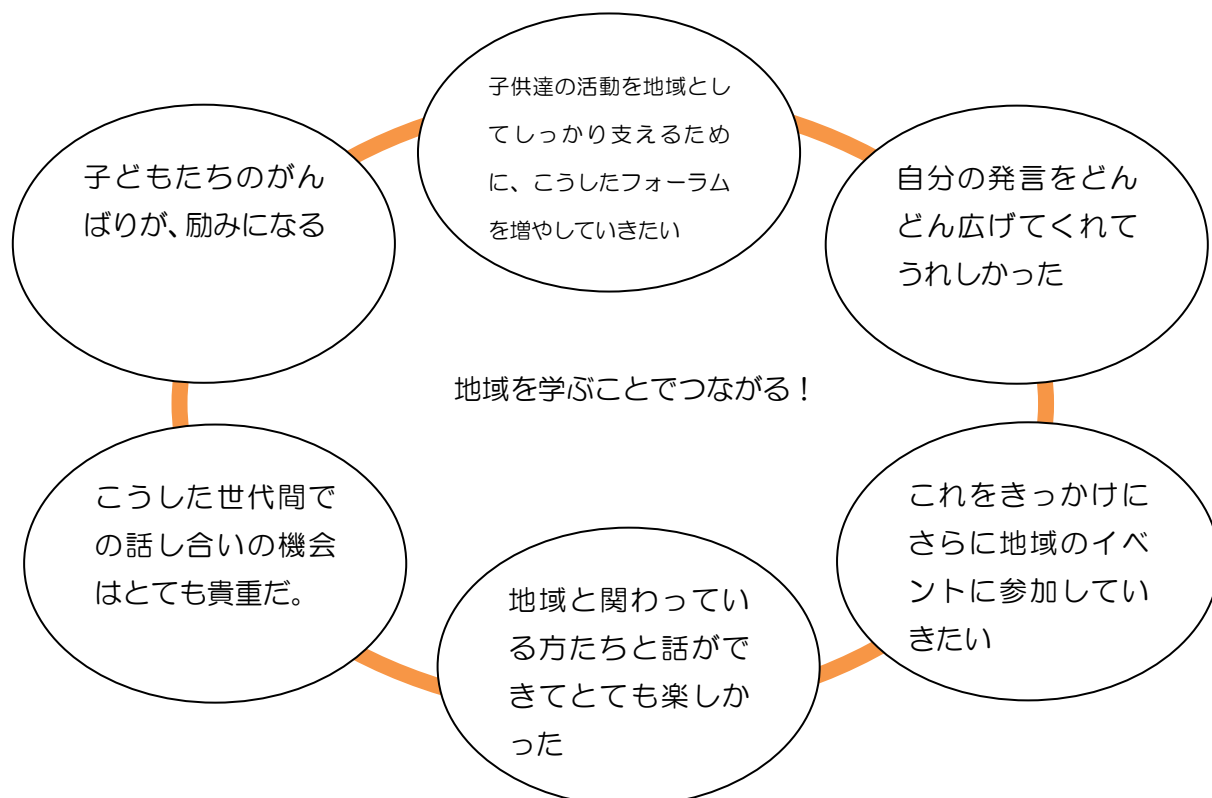 子供達の活動を地域とし
てしっかり支えるため
に、こうしたフォーラム
を増やしていきたい
子どもたちのがん
ばりが、励みになる
自分の発言をどん
どん広げてくれて
うれしかった
地域を学ぶことでつながる！
こうした世代間で
の話し合いの機会
はとても貴重だ。
これをきっかけに
さらに地域のイベ
ントに参加してい
きたい
地域と関わってい
る方たちと話がで
きてとても楽しか
った